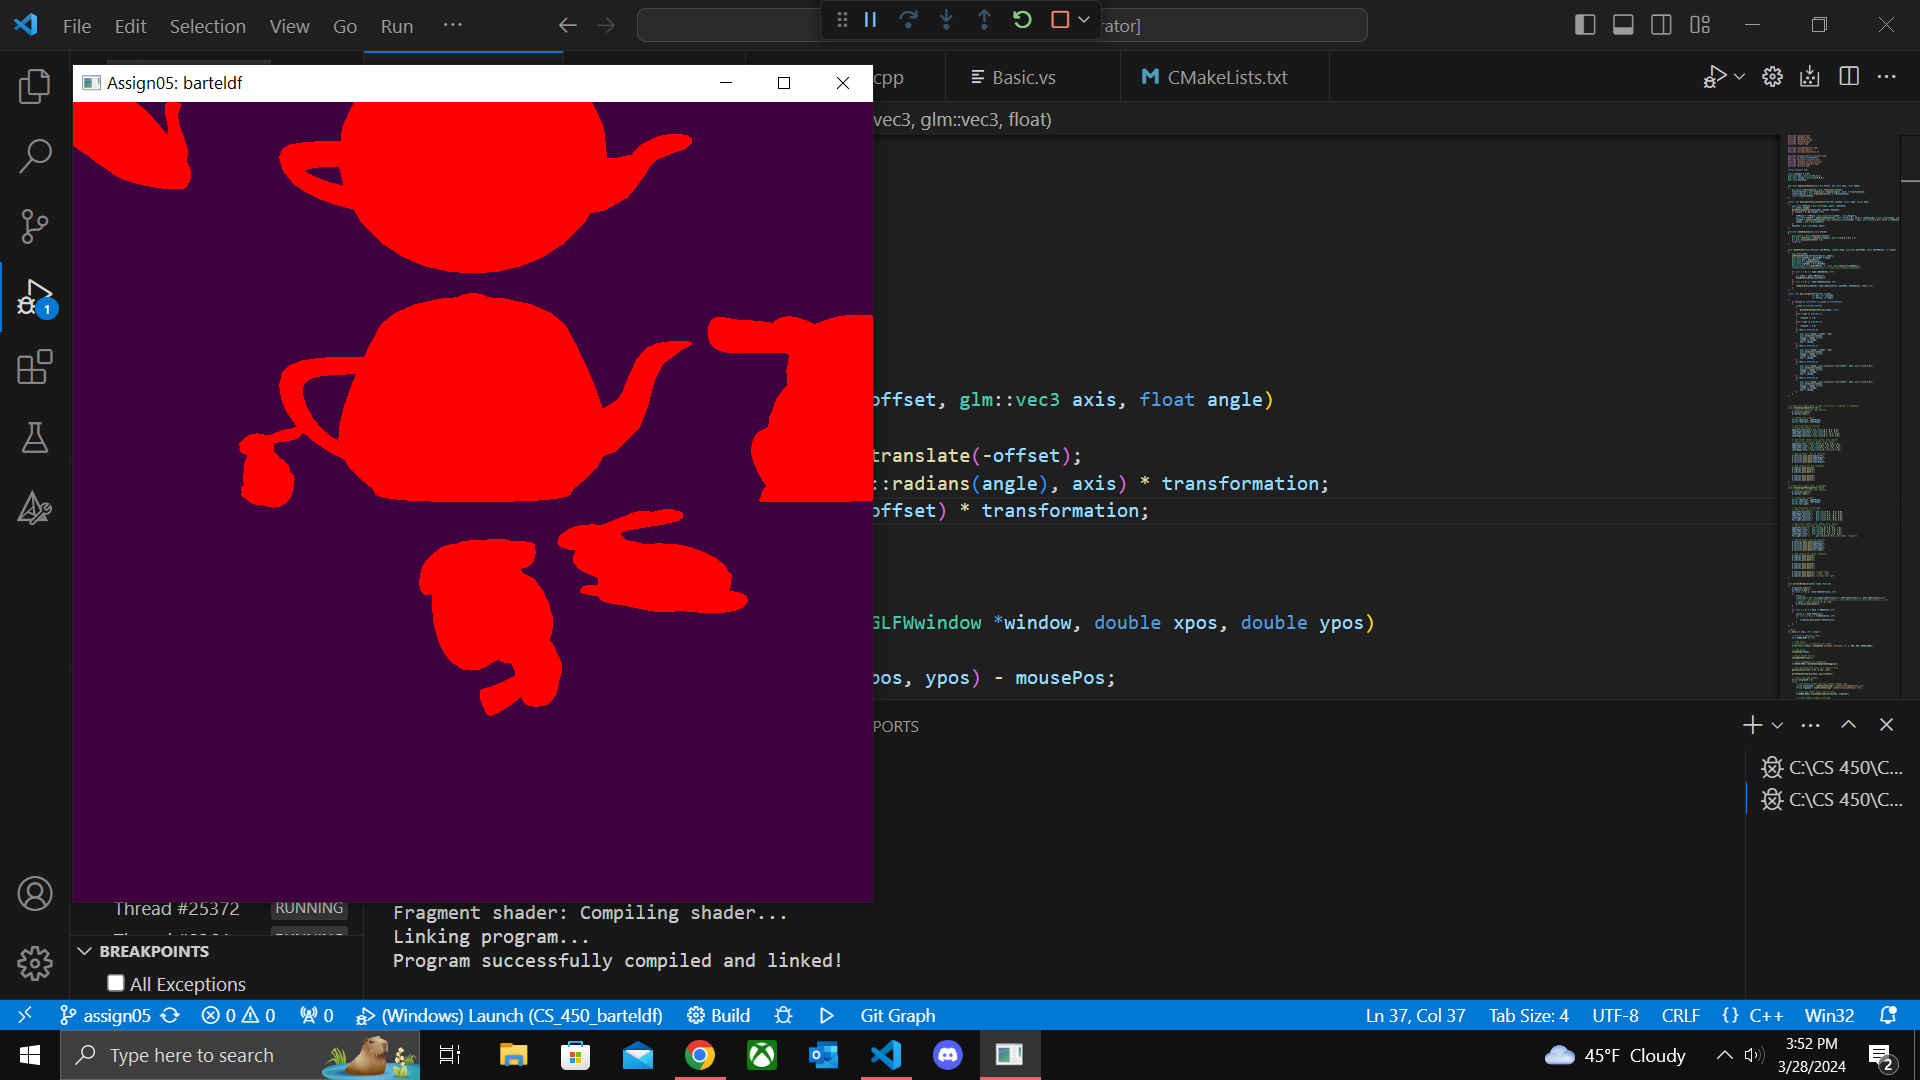 File Edit Selection View Go Run ...
rator]
Assign05: barteldf
cpp
Basic.vs
CMakeLists.txt
vec3, glm::vec3, float)
offset, glm::vec3 axis, float angle)
translate(-offset);
::radians(angle), axis) * transformation;
offset) * transformation;
GLFWwindow *window, double xpos, double ypos)
pos, ypos) - mousePos;
1
PORTS
C:\CS 450\C...
C:\CS 450\C...
Thread #25372 RUNNING
Fragment shader: Compiling shader...
Linking program...
Program successfully compiled and linked!
BREAKPOINTS
All Exceptions
assign05 0 0 0 (Windows) Launch (CS_450_barteldf) Build Git Graph Ln 37, Col 37 Tab Size: 4 UTF-8 CRLF {} C++ Win32
Type here to search
45°F Cloudy
3:52 PM
3/28/2024
2